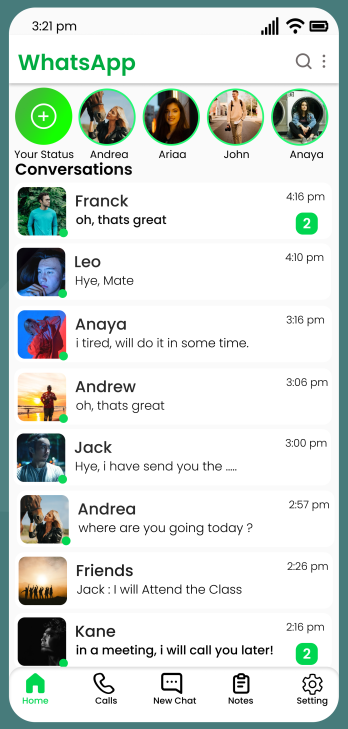 3:21 pm
WhatsApp
Your Status
Andrea
Ariaa
John
Anaya
Conversations
Franck
4:16 pm
oh, thats great
2
Leo
4:10 pm
Hye, Mate
Anaya
3:16 pm
i tired, will do it in some time.
Andrew
3:06 pm
oh, thats great
Jack
3:00 pm
Hye, i have send you the .....
Andrea
2:57 pm
where are you going today ?
Friends
2:26 pm
Jack : I will Attend the Class
Kane
2:16 pm
in a meeting, i will call you later!
2
Home
Calls
New Chat
Notes
Setting